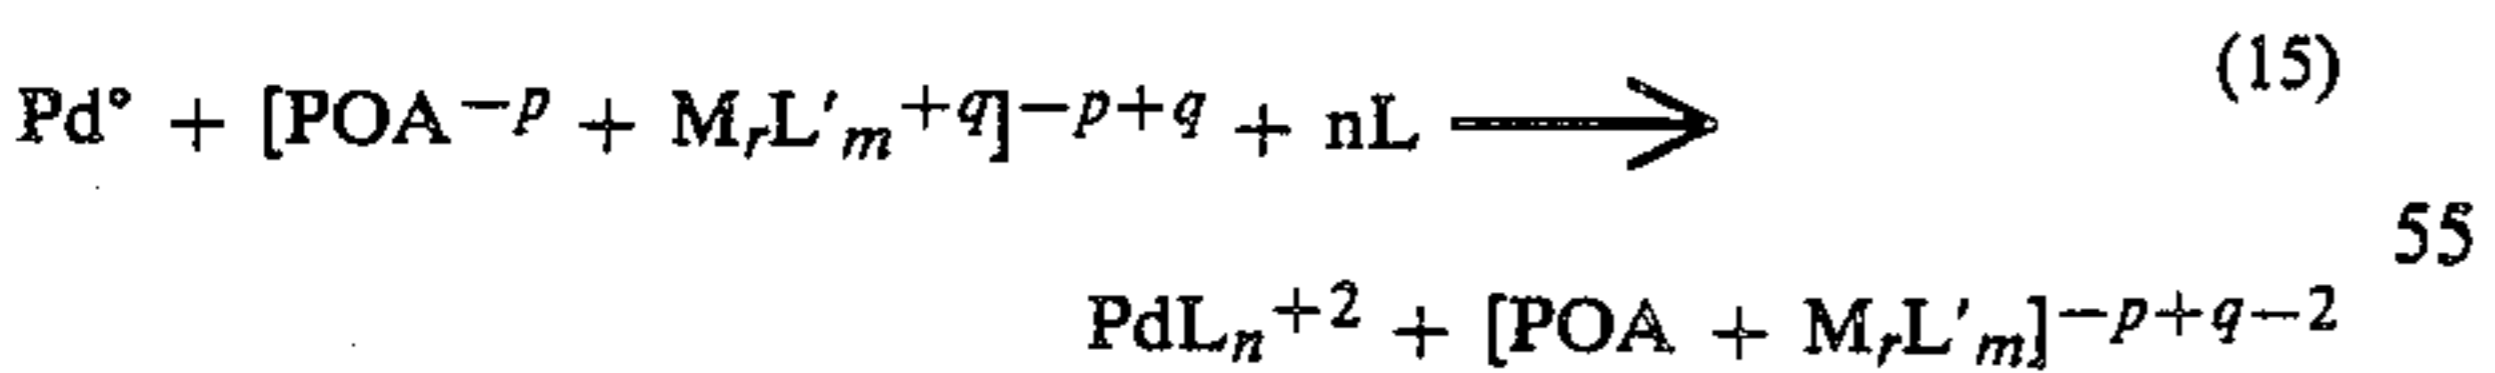 (15)
Pd° + [POA^{-p} + M_rL'_m^{+q}]^{-p+q} + nL ⟶
55
PdL_n^{+2} + [POA + M_rL'_m]^{-p+q-2}